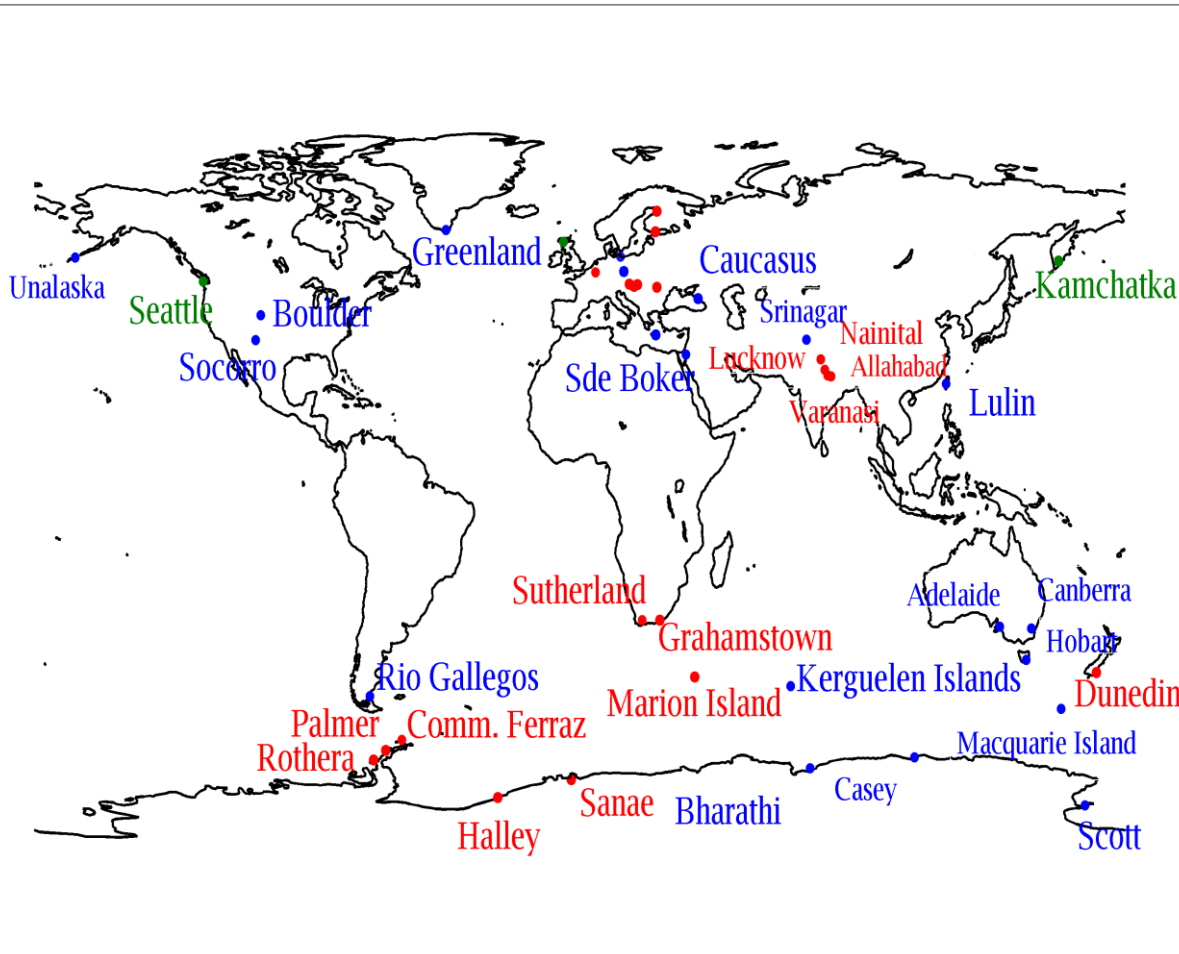 Greenland
Caucasus
Unalaska
Kamchatka
Seattle
Boulder
Srinagar
Nainital
Lucknow
Allahabad
Socorro
Sde Boker
Lulin
Varanasi
Sutherland
Adelaide
Canberra
Grahamstown
Hobart
Rio Gallegos
Kerguelen Islands
Marion Island
Dunedin
Palmer
Comm. Ferraz
Macquarie Island
Rothera
Casey
Sanae
Bharathi
Halley
Scott